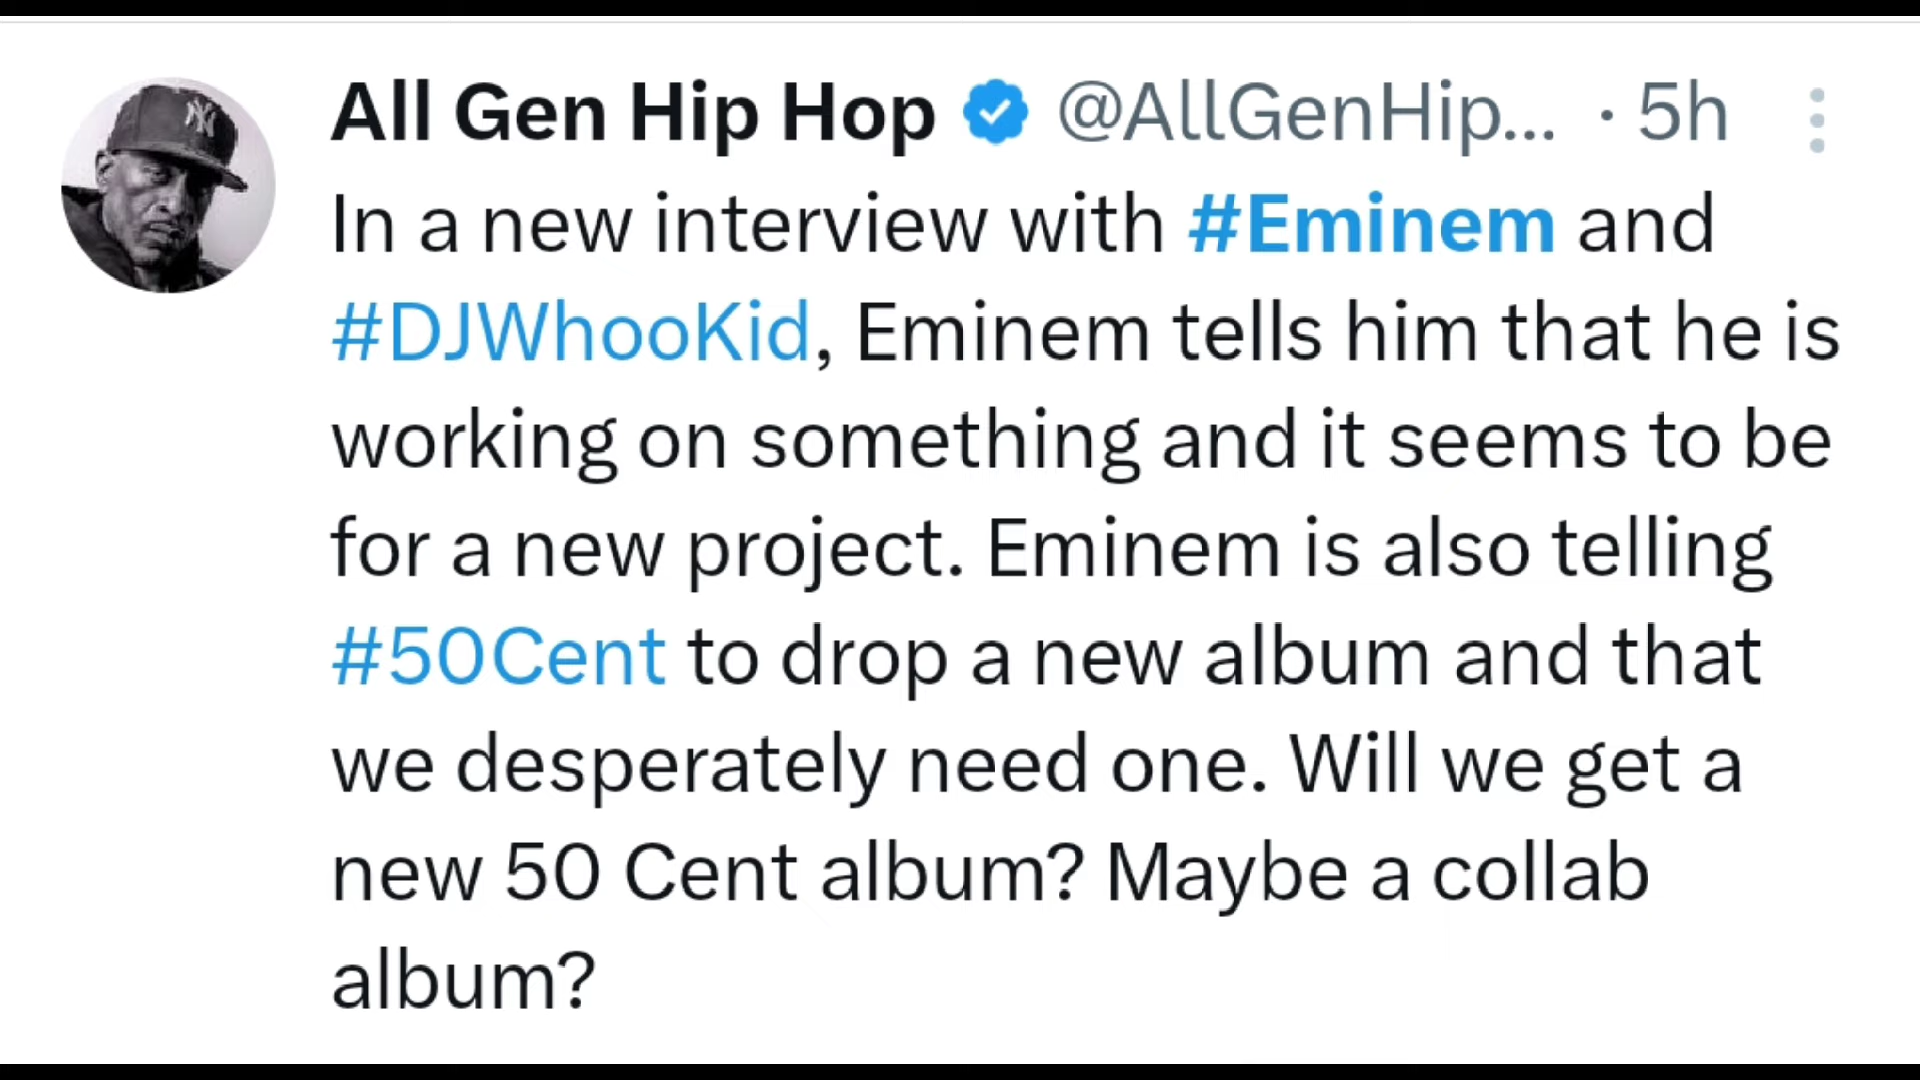 All Gen Hip Hop @AllGenHip... · 5h
In a new interview with #Eminem and
#DJWhooKid, Eminem tells him that he is
working on something and it seems to be
for a new project. Eminem is also telling
#50Cent to drop a new album and that
we desperately need one. Will we get a
new 50 Cent album? Maybe a collab
album?
NY